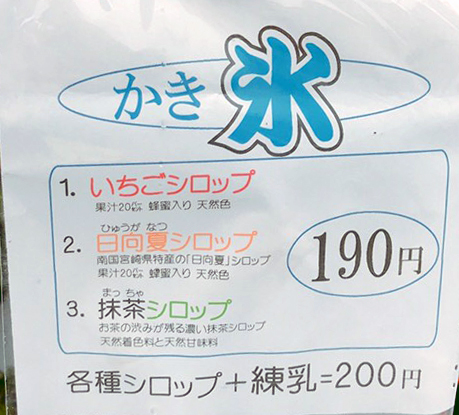 かき氷
1. いちごシロップ
果汁20% 蜂蜜入り 天然色
ひゅうが なつ
2. 日向夏シロップ
南国宮崎県特産の「日向夏」シロップ
果汁20% 蜂蜜入り 天然色
190円
まっ ちゃ
3. 抹茶シロップ
お茶の渋みが残る濃い抹茶シロップ
天然着色料と天然甘味料
各種シロップ+練乳=200円